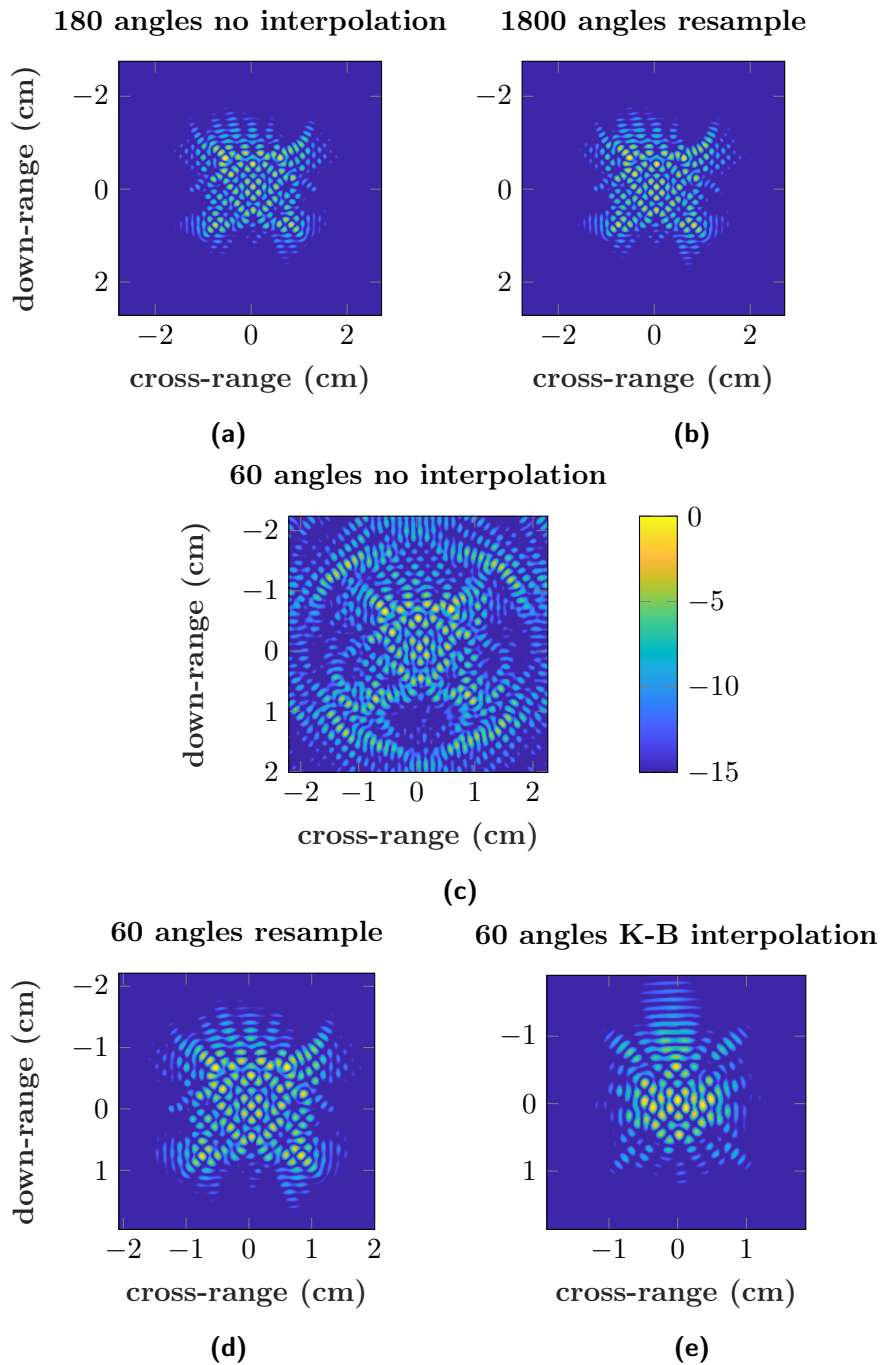 180 angles no interpolation
1800 angles resample
down-range (cm)
−2
0
2
−2 0 2
cross-range (cm)
−2
0
2
−2 0 2
cross-range (cm)
(a)
(b)
60 angles no interpolation
down-range (cm)
−2
−1
0
1
2
−2 −1 0 1 2
cross-range (cm)
0
−5
−10
−15
(c)
60 angles resample
60 angles K-B interpolation
down-range (cm)
−2
−1
0
1
−2 −1 0 1 2
cross-range (cm)
−1
0
1
−1 0 1
cross-range (cm)
(d)
(e)